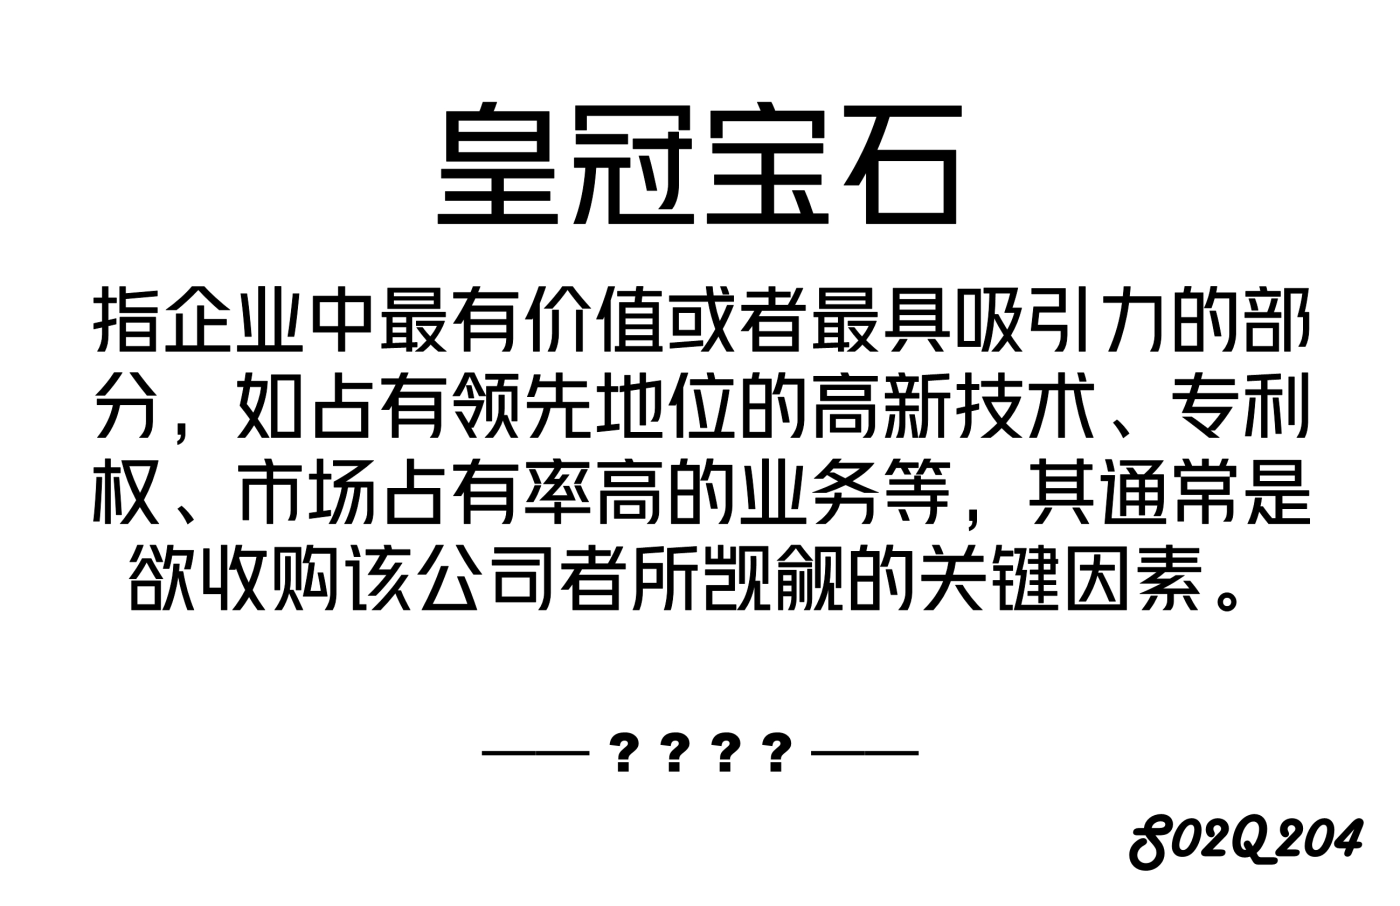 皇冠宝石
指企业中最有价值或者最具吸引力的部
分，如占有领先地位的高新技术、专利
权、市场占有率高的业务等，其通常是
欲收购该公司者所觊觎的关键因素。
——????——
S02Q204